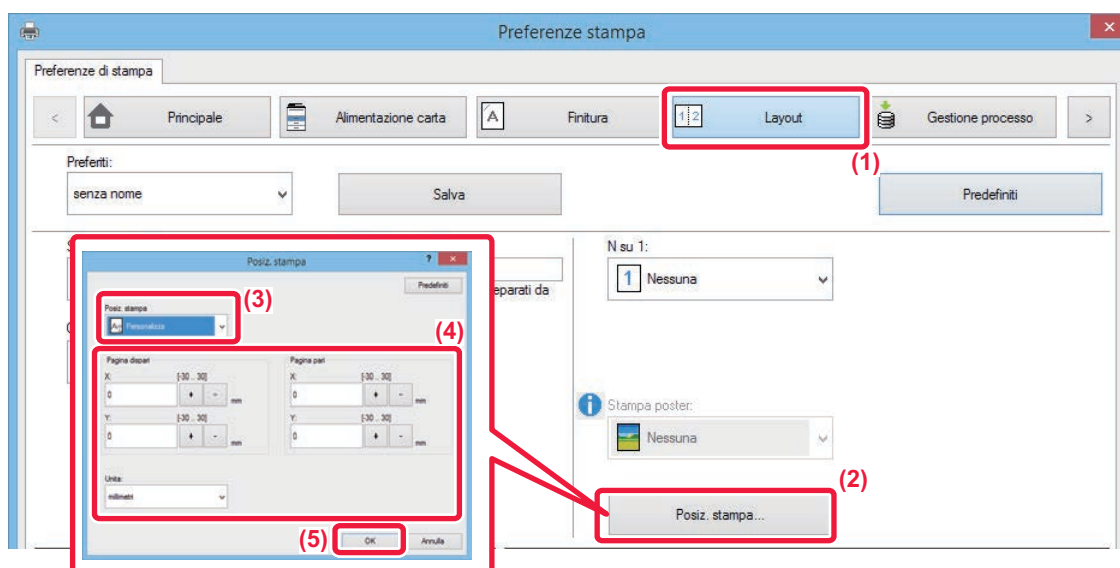 Preferenze stampa
Preferenze di stampa
< Principale Alimentazione carta Finitura Layout Gestione processo >
(1)
Preferiti:
senza nome Salva Predefiniti
N su 1:
1 Nessuna
eparati da
Posiz. stampa ?
Predefiniti
Posiz. stampa
(3)
Personalizza
(4)
Pagina dispari Pagina pari
X: [-30 .. 30] X: [-30 .. 30]
0 + - mm 0 + - mm
Y: [-30 .. 30] Y: [-30 .. 30]
0 + - mm 0 + - mm
Unita:
millimetri
(5) OK Annulla
Stampa poster:
Nessuna
(2)
Posiz. stampa...